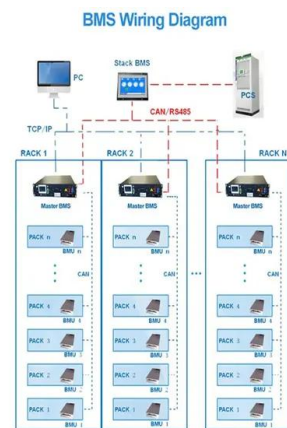 BMS Wiring Diagram
Stack BMS
PC
PCS
CAN/RS485
TCP/IP
RACK 1
RACK 2
RACK N
Master BMS
Master BMS
Master BMS
PACK n
PACK n
PACK n
BMU n
BMU n
BMU n
CAN
CAN
CAN
PACK 4
PACK 4
PACK 4
BMU 4
BMU 4
BMU 4
PACK 3
PACK 3
PACK 3
BMU 3
BMU 3
BMU 3
PACK 2
PACK 2
PACK 2
BMU 2
BMU 2
BMU 2
PACK 1
PACK 1
PACK 1
BMU 1
BMU 1
BMU 1